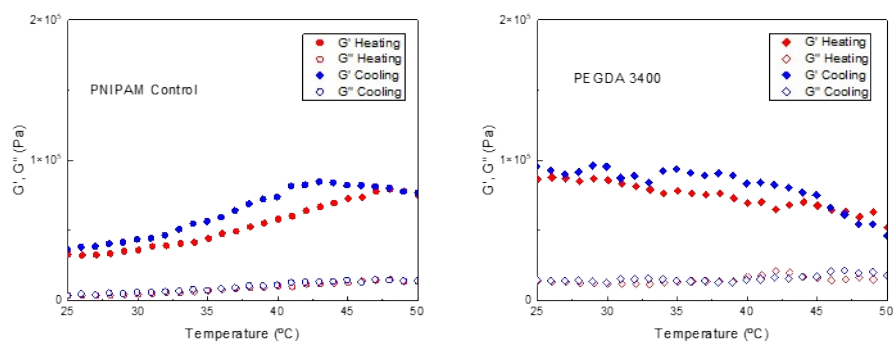 2×10⁵
G' Heating
G" Heating
G' Cooling
G" Cooling
PNIPAM Control
1×10⁵
G', G" (Pa)
0
25 30 35 40 45 50
Temperature (ºC)
2×10⁵
G' Heating
G" Heating
G' Cooling
G" Cooling
PEGDA 3400
1×10⁵
G', G" (Pa)
0
25 30 35 40 45 50
Temperature (ºC)